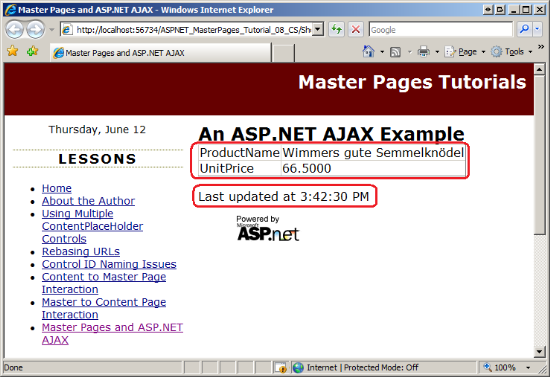 Master Pages and ASP.NET AJAX - Windows Internet Explorer
http://localhost:56734/ASPNET_MasterPages_Tutorial_08_CS/Sho
Google
Master Pages and ASP.NET AJAX
Page Tools
Master Pages Tutorials
Thursday, June 12
LESSONS
Home
About the Author
Using Multiple
ContentPlaceHolder
Controls
Rebasing URLs
Control ID Naming Issues
Content to Master Page
Interaction
Master to Content Page
Interaction
Master Pages and ASP.NET
AJAX
An ASP.NET AJAX Example
ProductName Wimmers gute Semmelknödel
UnitPrice 66.5000
Last updated at 3:42:30 PM
Powered by
Microsoft
ASP.net
Done
Internet | Protected Mode: Off
100%